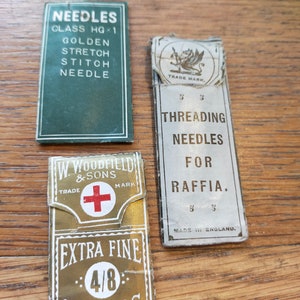 NEEDLES
CLASS HG-1
GOLDEN
STRETCH
STITCH
NEEDLE
TRADE MARK.
THREADING
NEEDLES
FOR
RAFFIA.
MADE IN ENGLAND.
W. WOODFIELD
& SONS
TRADE MARK
EXTRA FINE
4/8